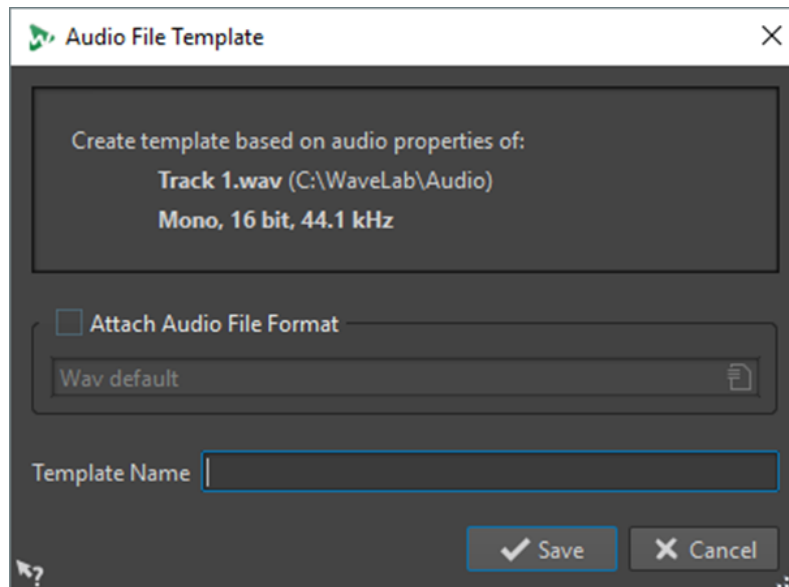 Audio File Template
Create template based on audio properties of:
Track 1.wav (C:\WaveLab\Audio)
Mono, 16 bit, 44.1 kHz
Attach Audio File Format
Wav default
Template Name
Save Cancel
?